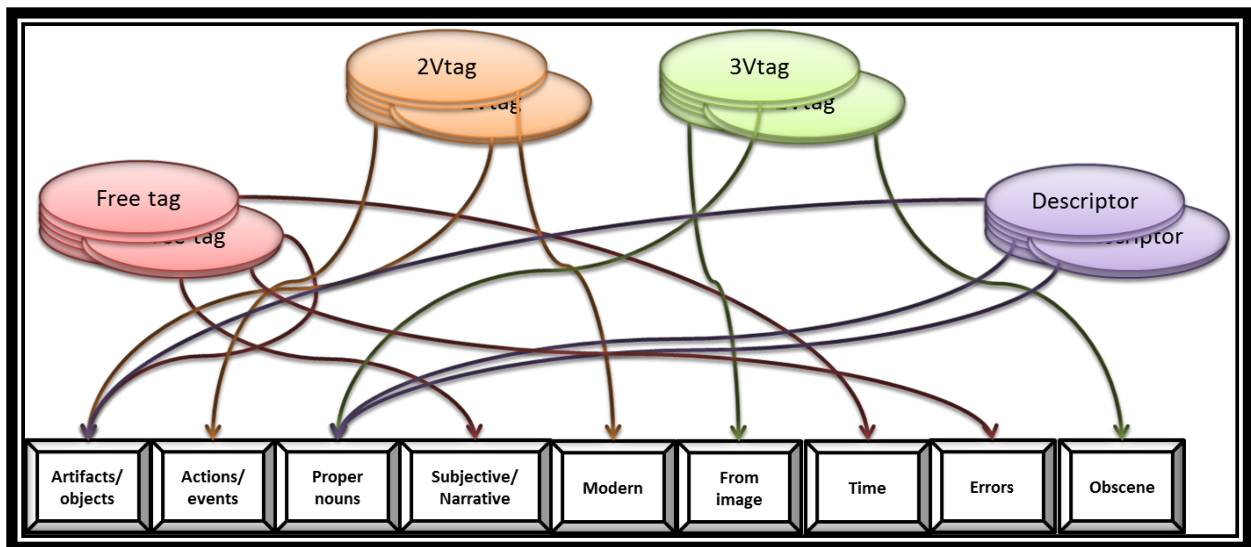 2Vtag
3Vtag
Free tag
Descriptor
Artifacts/
objects
Actions/
events
Proper
nouns
Subjective/
Narrative
Modern
From
image
Time
Errors
Obscene